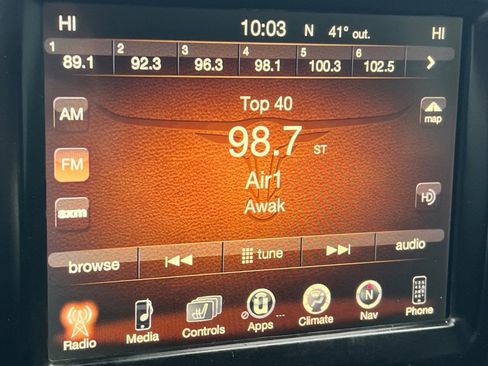 HI 10:03 N 41° out. HI
1 2 3 4 5 6
89.1 92.3 96.3 98.1 100.3 102.5
AM Top 40 map
98.7 ST
FM Air1 HD
sxm Awak
browse tune audio
Radio Media Controls Apps Climate Nav Phone
N